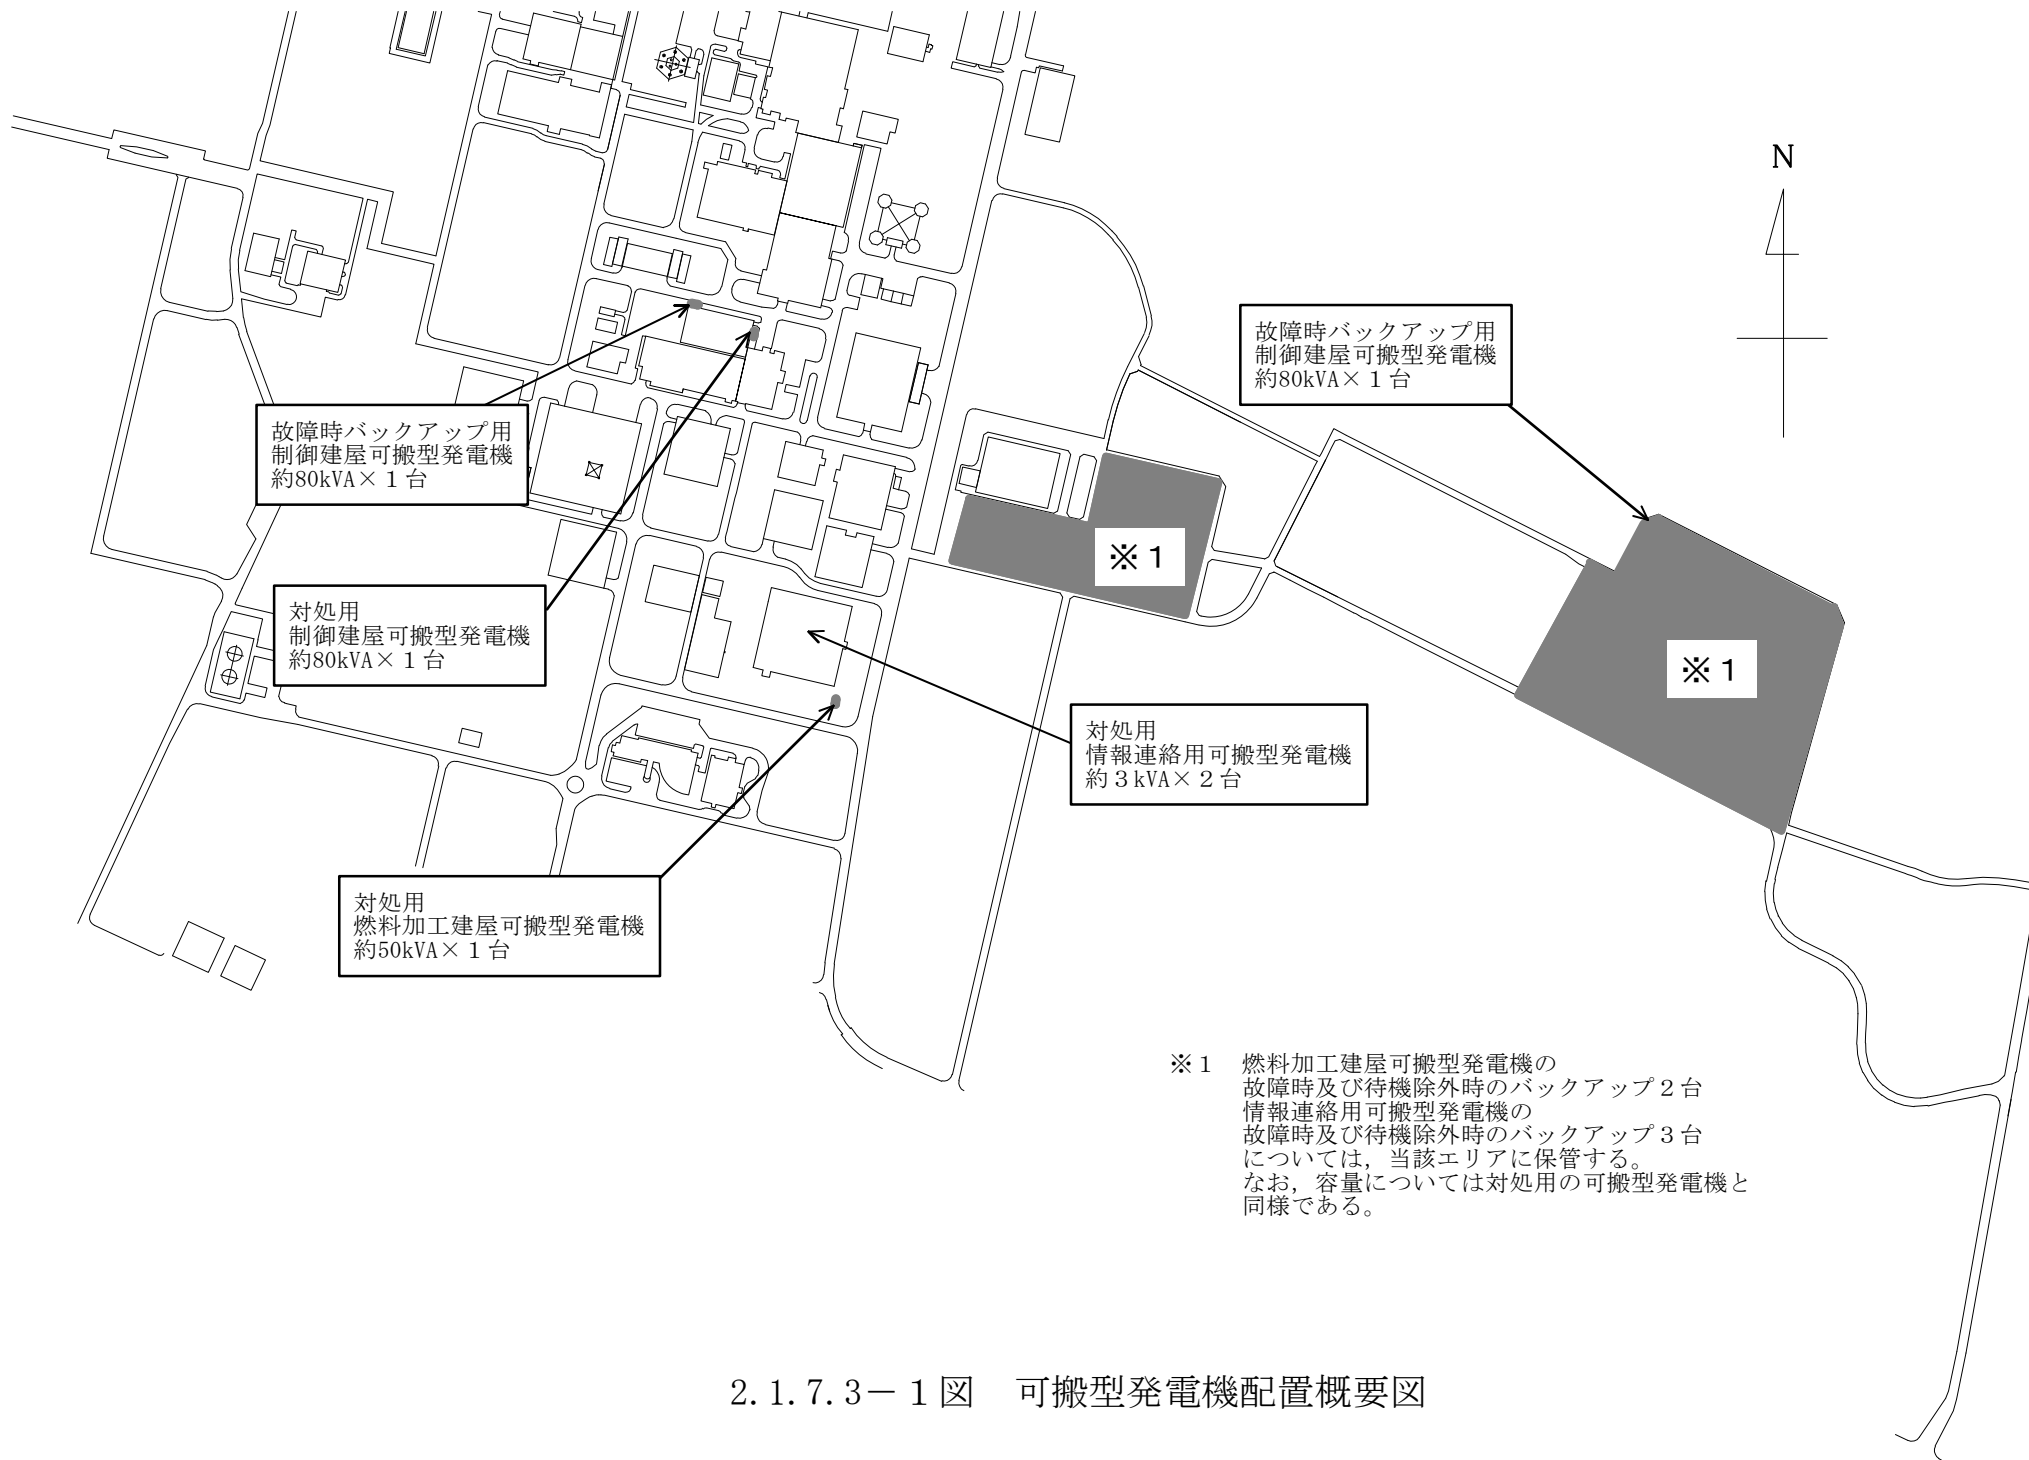 N
故障時バックアップ用
制御建屋可搬型発電機
約80kVA×１台
故障時バックアップ用
制御建屋可搬型発電機
約80kVA×１台
※１
対処用
制御建屋可搬型発電機
約80kVA×１台
※１
対処用
情報連絡用可搬型発電機
約３kVA×２台
対処用
燃料加工建屋可搬型発電機
約50kVA×１台
※１　燃料加工建屋可搬型発電機の
故障時及び待機除外時のバックアップ２台
情報連絡用可搬型発電機の
故障時及び待機除外時のバックアップ３台
については，当該エリアに保管する。
なお，容量については対処用の可搬型発電機と
同様である。
2.1.7.3－１図　可搬型発電機配置概要図